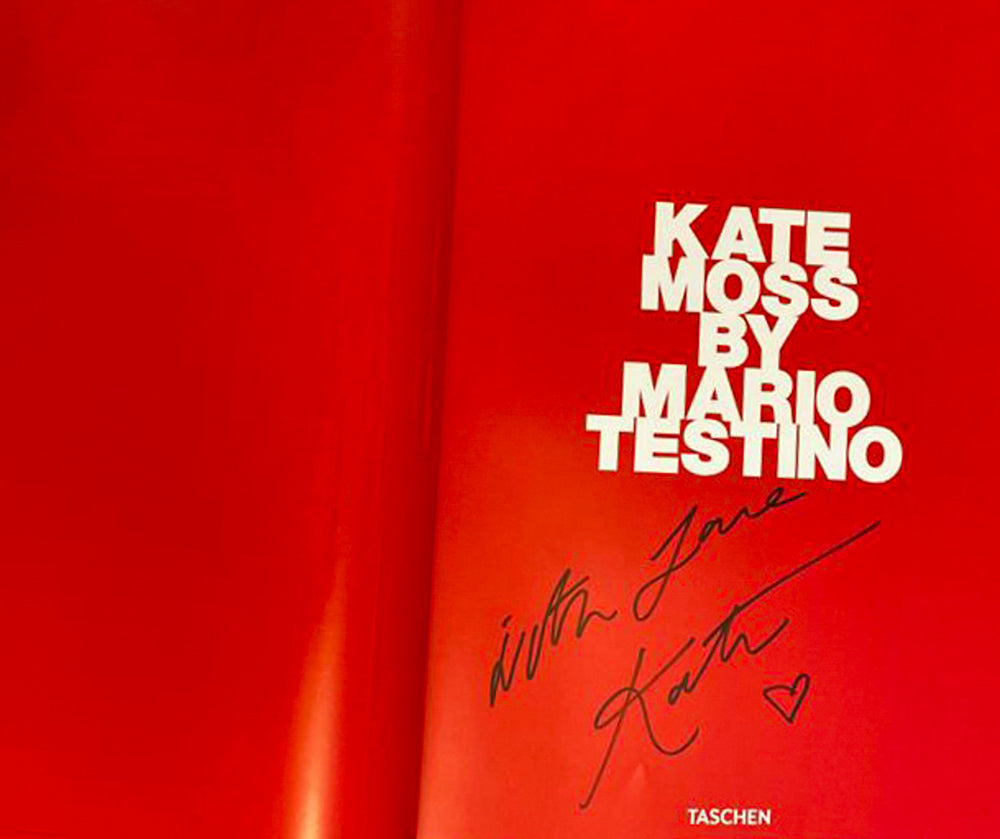 KATE
MOSS
BY
MARIO
TESTINO
With Love
Kate
TASCHEN